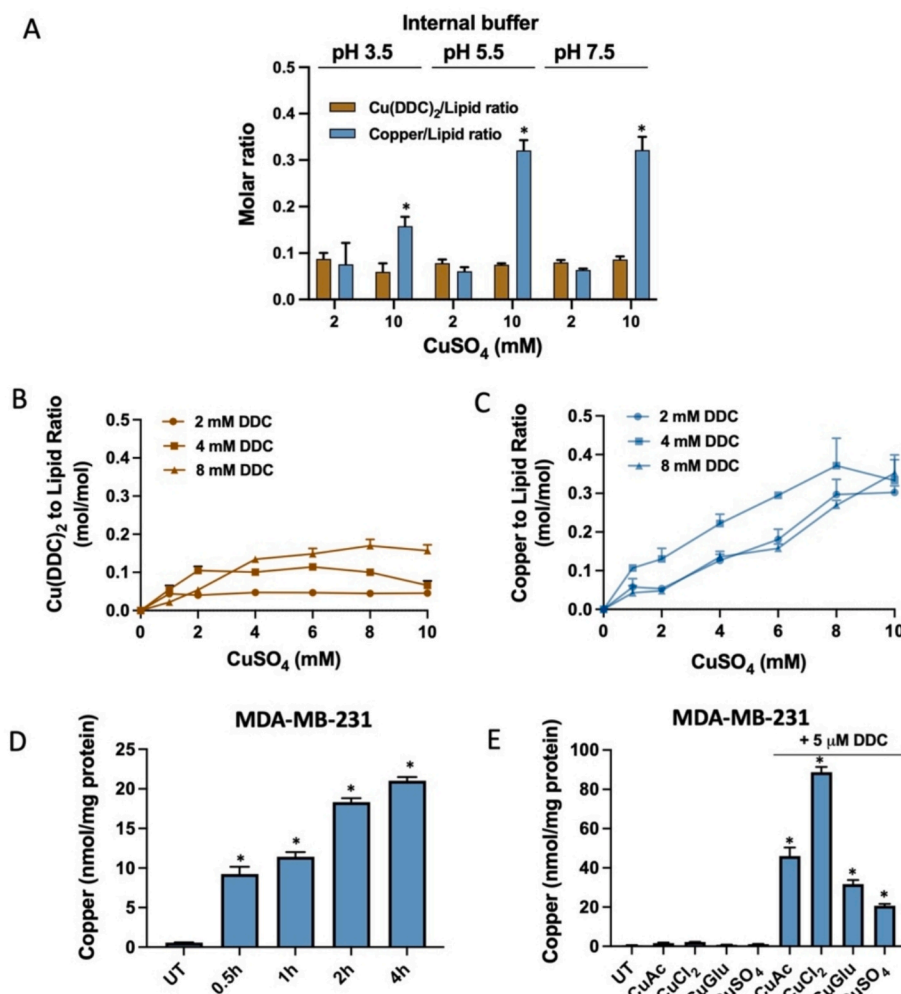 A
Internal buffer
pH 3.5 pH 5.5 pH 7.5
0.5
0.4
0.3
0.2
0.1
0.0
Molar ratio
Cu(DDC)₂/Lipid ratio
Copper/Lipid ratio
* * *
2 10 2 10 2 10
CuSO₄ (mM)
B
Cu(DDC)₂ to Lipid Ratio
(mol/mol)
0.5
0.4
0.3
0.2
0.1
0.0
2 mM DDC
4 mM DDC
8 mM DDC
0 2 4 6 8 10
CuSO₄ (mM)
C
Copper to Lipid Ratio
(mol/mol)
0.5
0.4
0.3
0.2
0.1
0.0
2 mM DDC
4 mM DDC
8 mM DDC
0 2 4 6 8 10
CuSO₄ (mM)
D
MDA-MB-231
Copper (nmol/mg protein)
25
20
15
10
5
0
* * * *
UT 0.5h 1h 2h 4h
E
MDA-MB-231
+ 5 μM DDC
Copper (nmol/mg protein)
100
80
60
40
20
0
* * * *
UT CuAc CuCl₂ CuGlu CuSO₄ CuAc CuCl₂ CuGlu CuSO₄